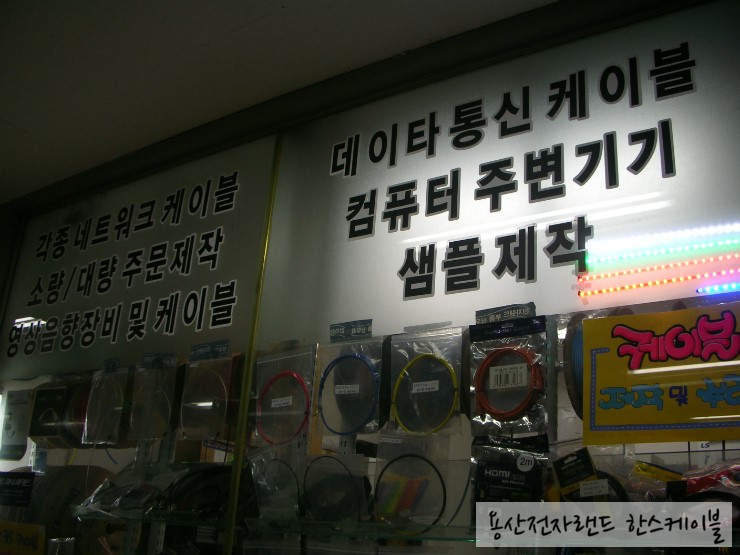 각종 네트워크 케이블
소량/대량 주문제작
영상음향장비 및 케이블
데이타통신케이블
컴퓨터 주변기기
샘플제작
케이블
및
HDMI
2m
용산전자랜드 한스케이블